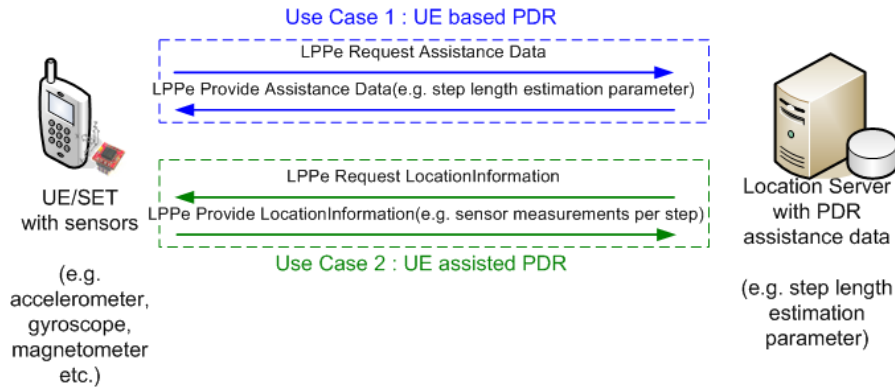 Use Case 1 : UE based PDR
LPPe Request Assistance Data
LPPe Provide Assistance Data(e.g. step length estimation parameter)
LPPe Request LocationInformation
LPPe Provide LocationInformation(e.g. sensor measurements per step)
Use Case 2 : UE assisted PDR
UE/SET
with sensors
(e.g.
accelerometer,
gyroscope,
magnetometer
etc.)
Location Server
with PDR
assistance data
(e.g. step length
estimation
parameter)